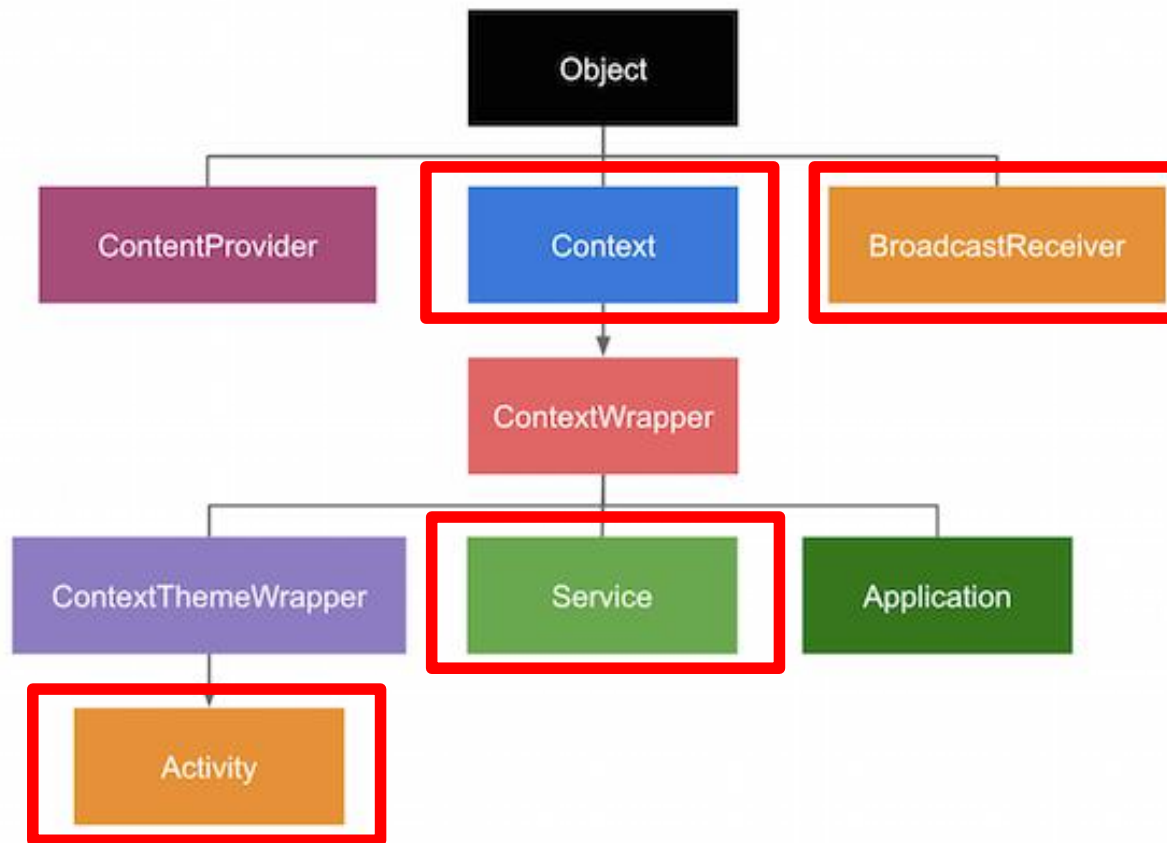 Object
ContentProvider
Context
BroadcastReceiver
ContextWrapper
ContextThemeWrapper
Service
Application
Activity